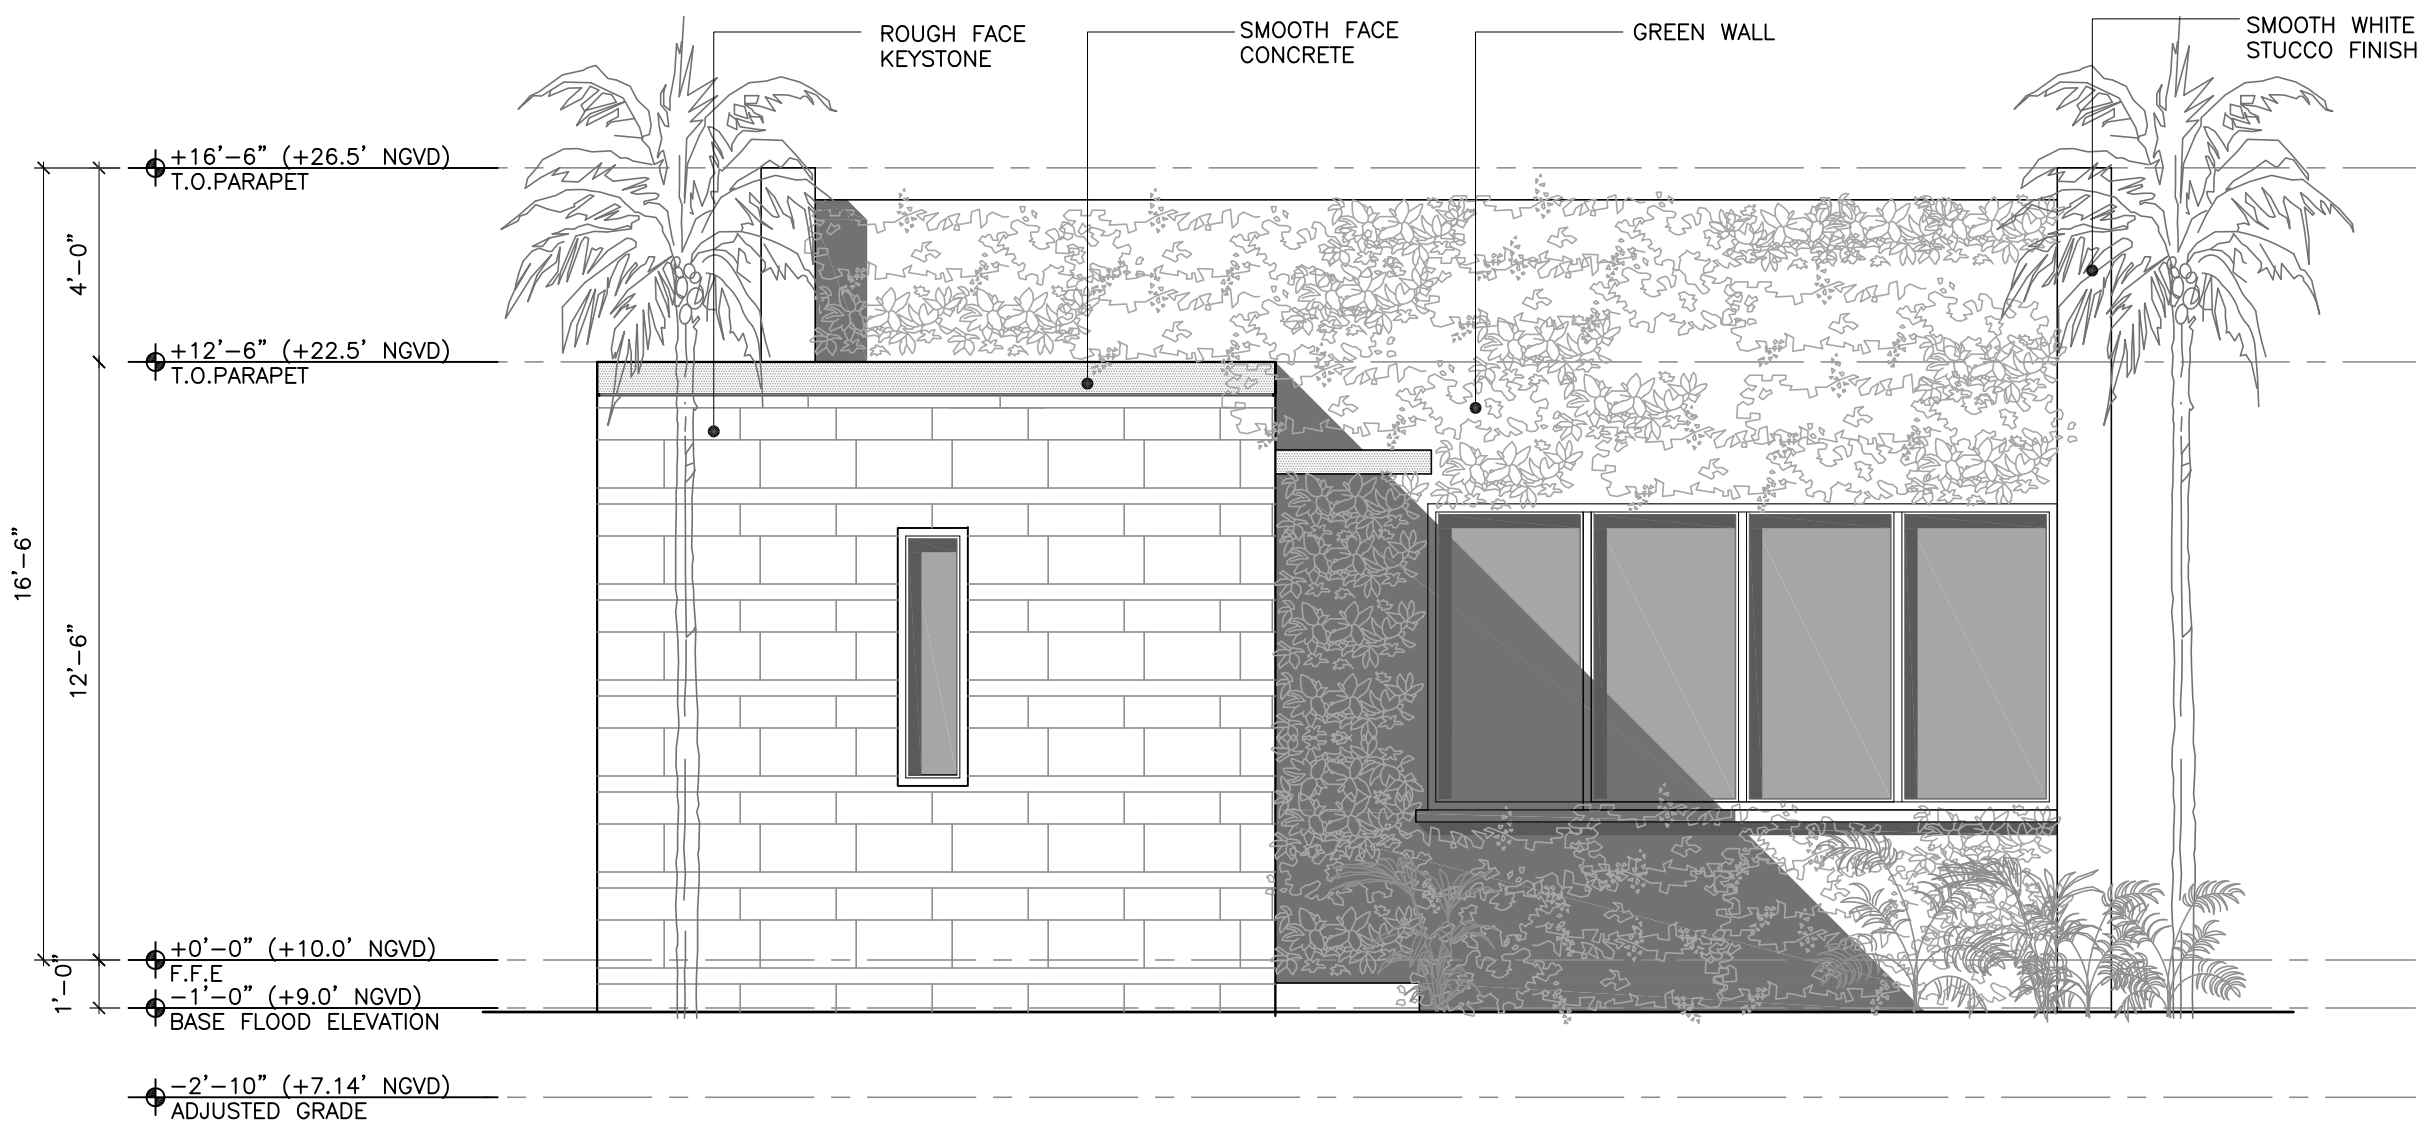 ROUGH FACE
KEYSTONE
SMOOTH FACE
CONCRETE
GREEN WALL
SMOOTH WHITE
STUCCO FINISH
+16'-6" (+26.5' NGVD)
T.O.PARAPET
4'-0"
+12'-6" (+22.5' NGVD)
T.O.PARAPET
16'-6"
12'-6"
+0'-0" (+10.0' NGVD)
F.F.E
1'-0"
-1'-0" (+9.0' NGVD)
BASE FLOOD ELEVATION
-2'-10" (+7.14' NGVD)
ADJUSTED GRADE